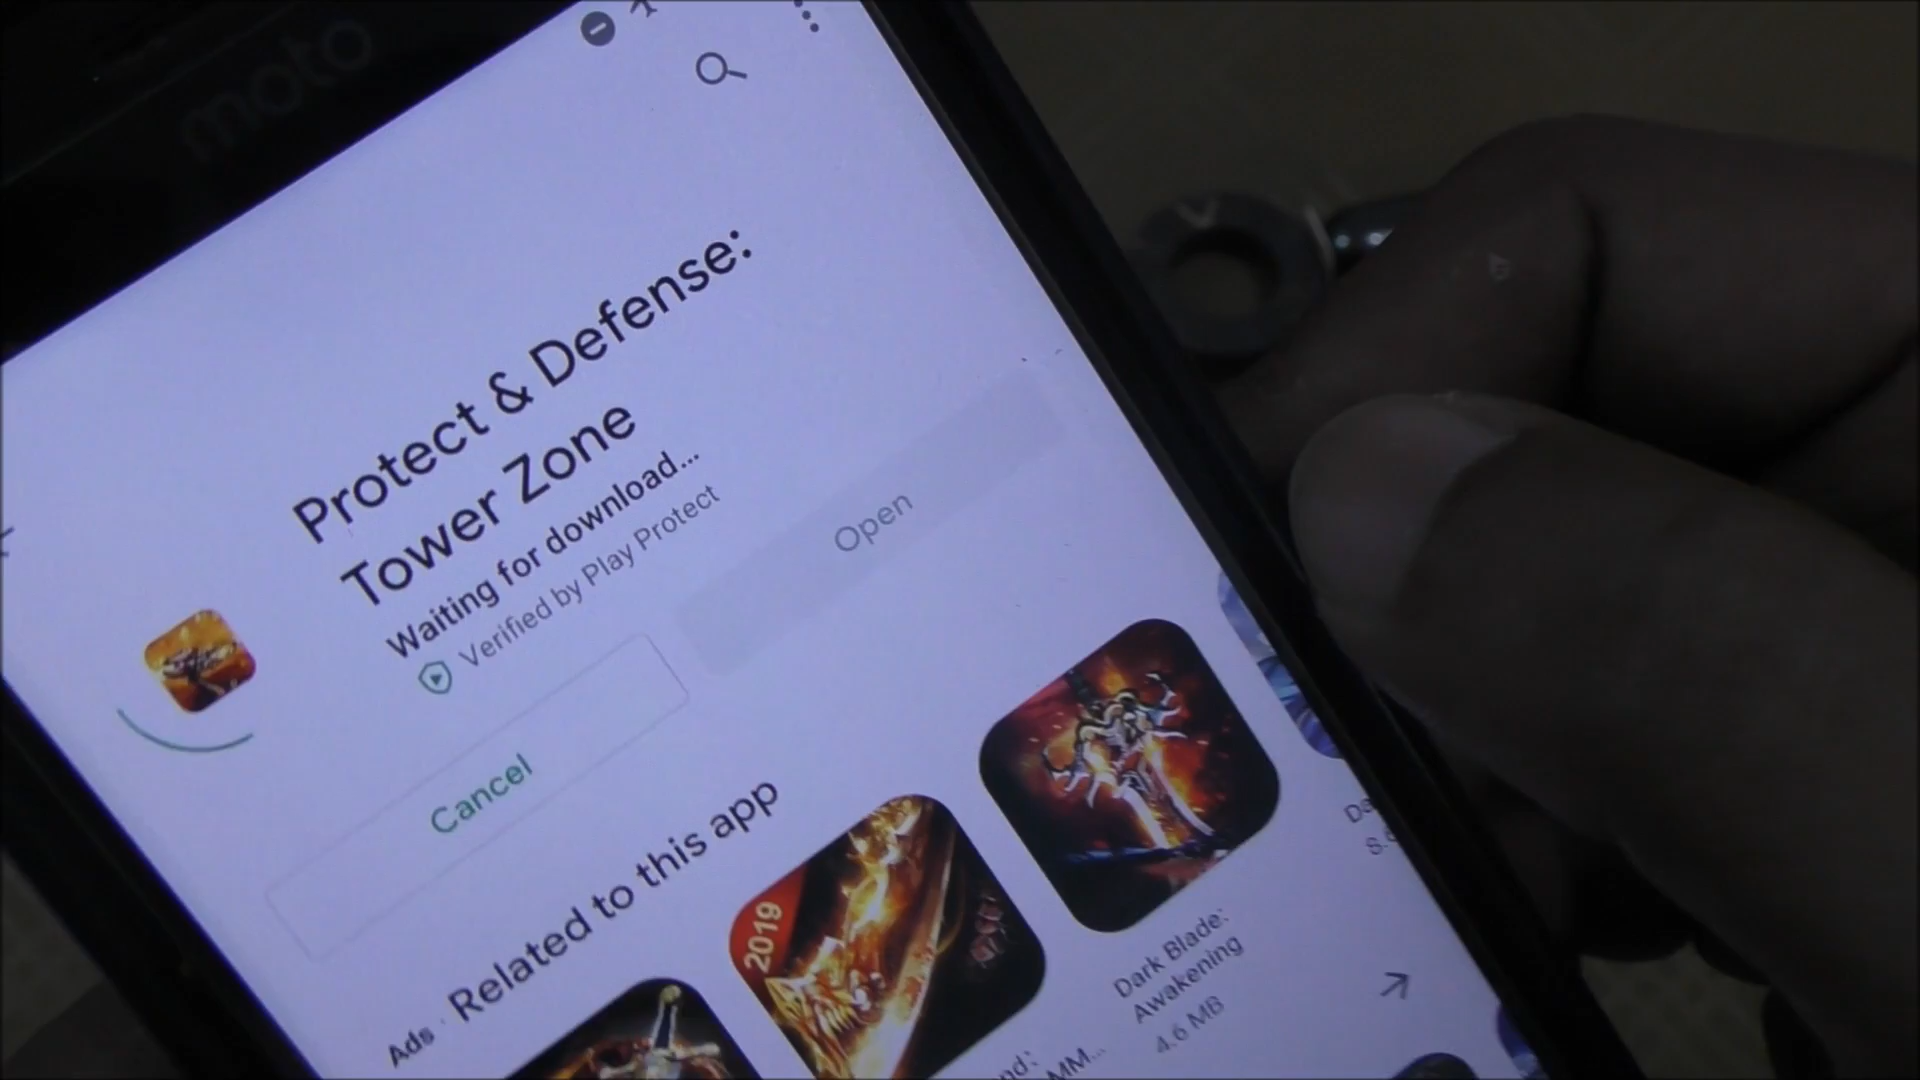 moto
Protect & Defense:
Tower Zone
Waiting for download...
Verified by Play Protect
Cancel
Open
Ads · Related to this app
2019
Dark Blade:
Awakening
4.6 MB
MM...